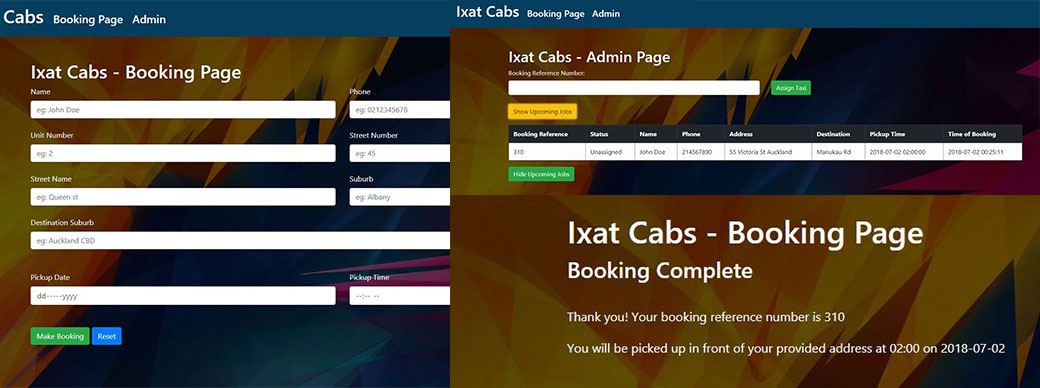 Cabs Booking Page Admin
Ixat Cabs - Booking Page
Name Phone
eg: John Doe eg: 0212345678
Unit Number Street Number
eg: 2 eg: 45
Street Name Suburb
eg: Queen st eg: Albany
Destination Suburb
eg: Auckland CBD
Pickup Date Pickup Time
dd-----yyyy --:-- --
Make Booking Reset
Ixat Cabs Booking Page Admin
Ixat Cabs - Admin Page
Booking Reference Number:
Assign Taxi
Show Upcoming Jobs
Booking Reference Status Name Phone Address Destination Pickup Time Time of Booking
310 Unassigned John Doe 214567890 55 Victoria St Auckland Manukau Rd 2018-07-02 02:00:00 2018-07-02 00:25:11
Hide Upcoming Jobs
Ixat Cabs - Booking Page
Booking Complete
Thank you! Your booking reference number is 310
You will be picked up in front of your provided address at 02:00 on 2018-07-02